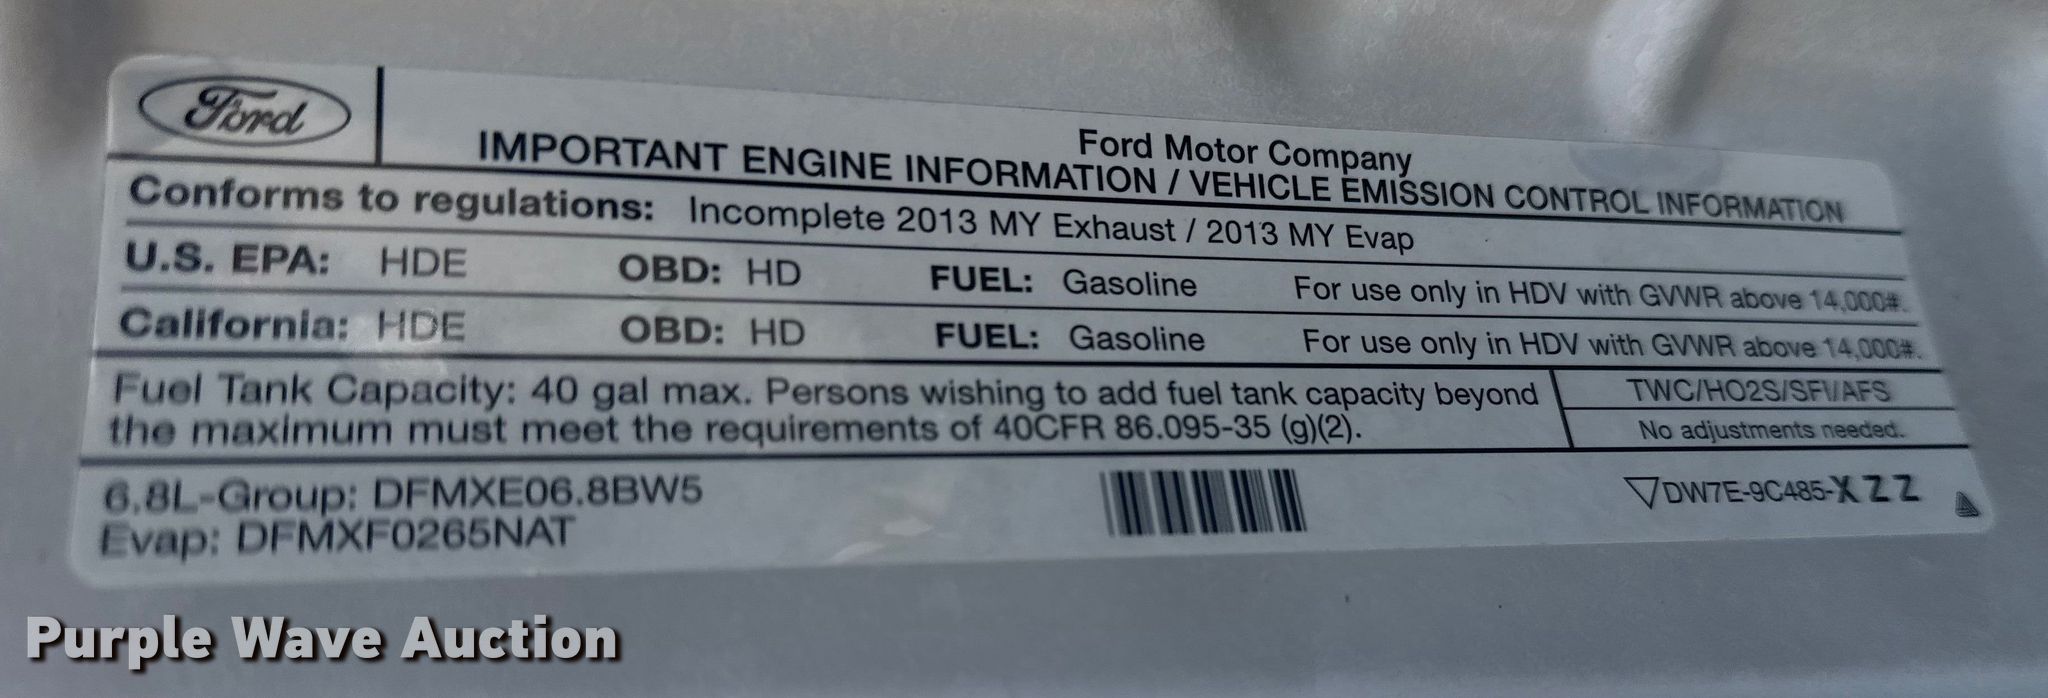 Ford
Ford Motor Company
IMPORTANT ENGINE INFORMATION / VEHICLE EMISSION CONTROL INFORMATION
Conforms to regulations: Incomplete 2013 MY Exhaust / 2013 MY Evap
U.S. EPA: HDE OBD: HD FUEL: Gasoline For use only in HDV with GVWR above 14,000#.
California: HDE OBD: HD FUEL: Gasoline For use only in HDV with GVWR above 14,000#.
Fuel Tank Capacity: 40 gal max. Persons wishing to add fuel tank capacity beyond
the maximum must meet the requirements of 40CFR 86.095-35 (g)(2).
TWC/HO2S/SFI/AFS
No adjustments needed.
6.8L-Group: DFMXE06.8BW5
Evap: DFMXF0265NAT
DW7E-9C485-XZZ
Purple Wave Auction